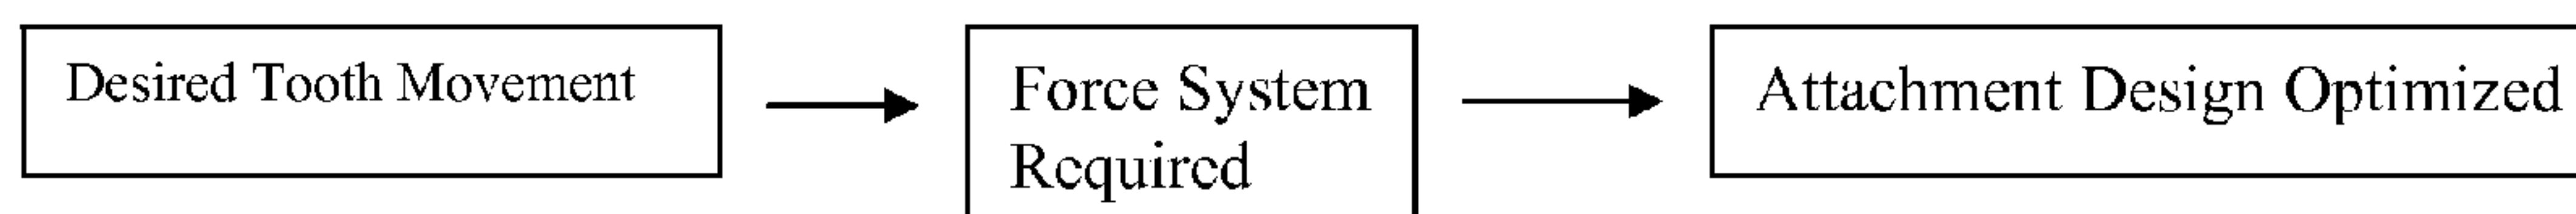 Desired Tooth Movement
Force System
Required
Attachment Design Optimized